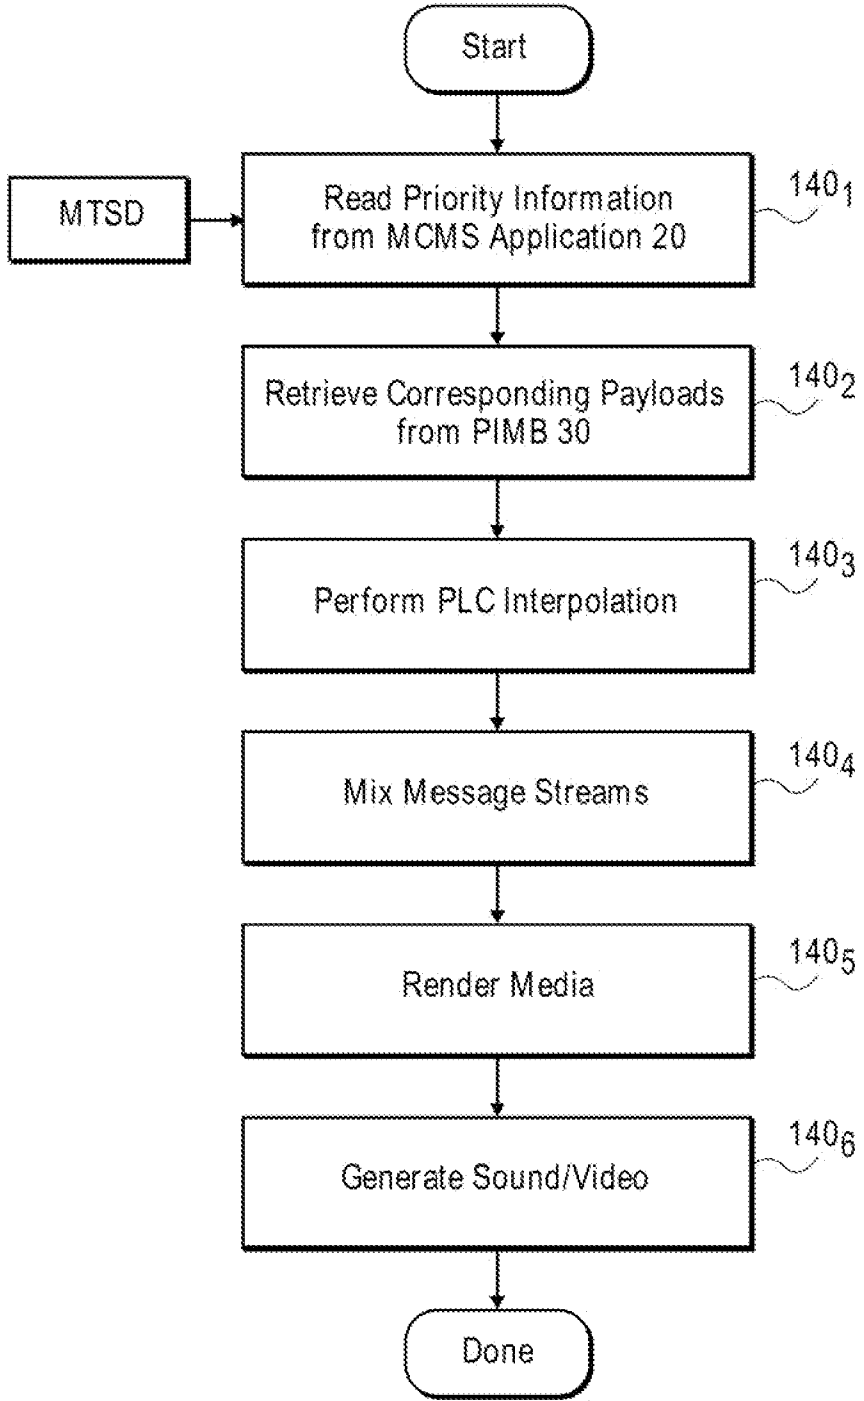 Start
MTSD
Read Priority Information
from MCMS Application 20
140₁
Retrieve Corresponding Payloads
from PIMB 30
140₂
Perform PLC Interpolation
140₃
Mix Message Streams
140₄
Render Media
140₅
Generate Sound/Video
140₆
Done